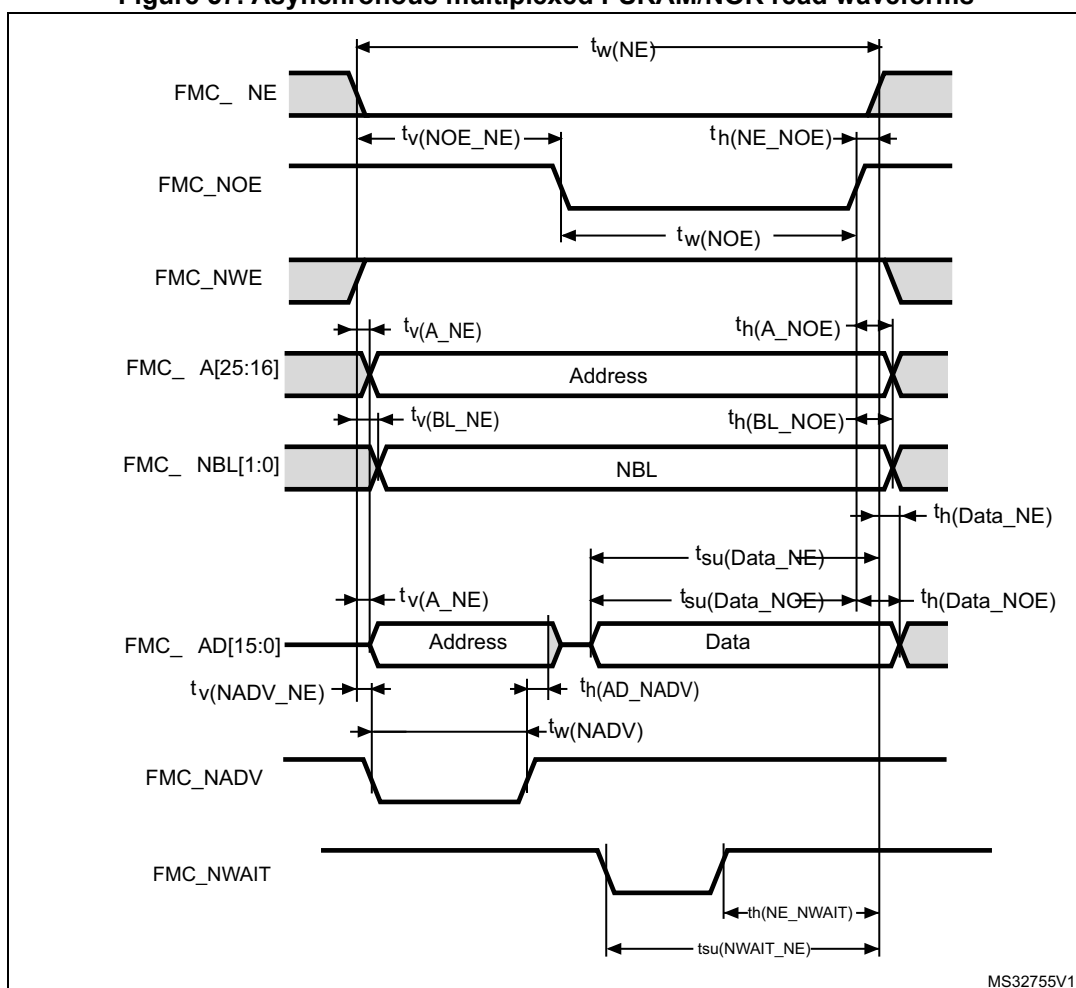 Figure 57. Asynchronous multiplexed PSRAM/NOR read waveforms
tw(NE)
FMC_ NE
tv(NOE_NE)
th(NE_NOE)
FMC_NOE
tw(NOE)
FMC_NWE
tv(A_NE)
th(A_NOE)
FMC_ A[25:16]
Address
tv(BL_NE)
th(BL_NOE)
FMC_ NBL[1:0]
NBL
th(Data_NE)
tsu(Data_NE)
tv(A_NE)
tsu(Data_NOE)
th(Data_NOE)
FMC_ AD[15:0]
Address
Data
tv(NADV_NE)
th(AD_NADV)
tw(NADV)
FMC_NADV
FMC_NWAIT
th(NE_NWAIT)
tsu(NWAIT_NE)
MS32755V1